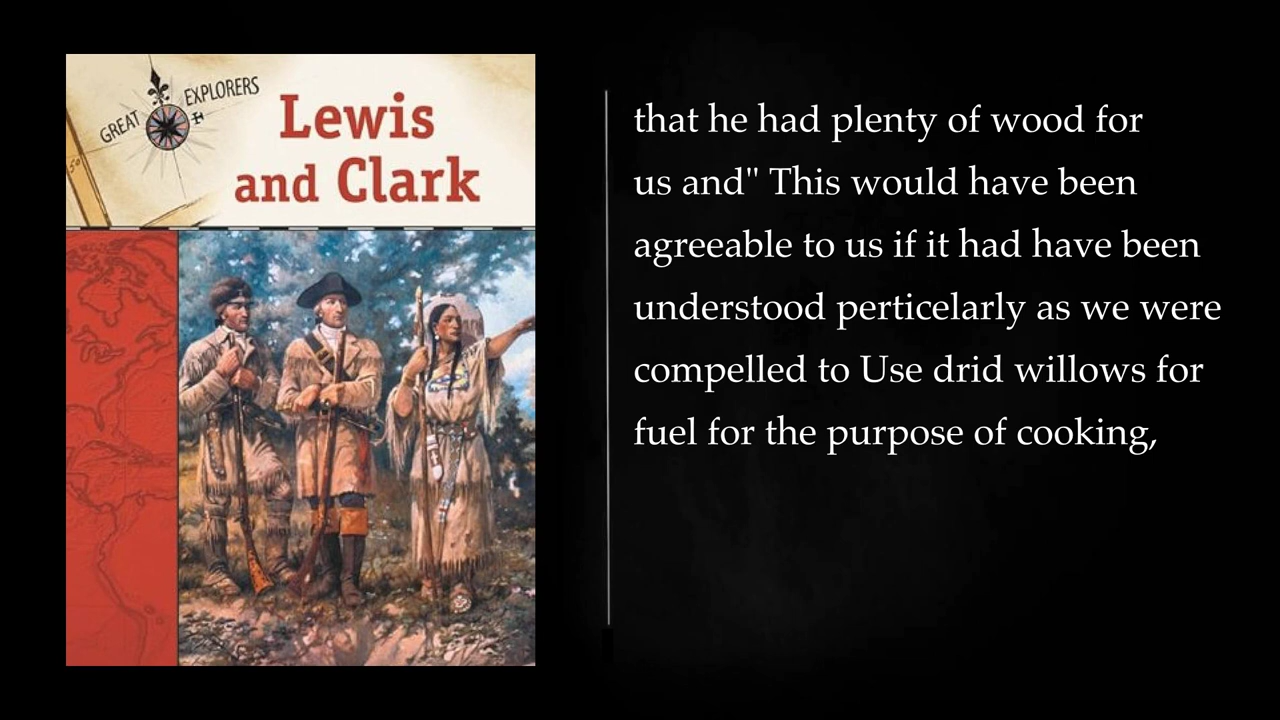 GREAT EXPLORERS
Lewis
and Clark
50
that he had plenty of wood for
us and" This would have been
agreeable to us if it had have been
understood perticelarly as we were
compelled to Use drid willows for
fuel for the purpose of cooking,